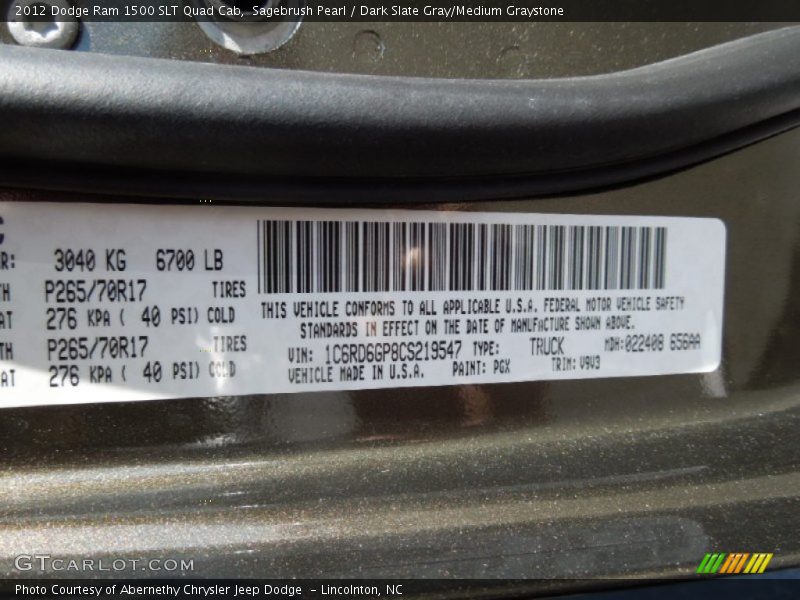 2012 Dodge Ram 1500 SLT Quad Cab, Sagebrush Pearl / Dark Slate Gray/Medium Graystone
C
R: 3040 KG 6700 LB
TH P265/70R17 TIRES
AT 276 KPA ( 40 PSI) COLD
TH P265/70R17 TIRES
AT 276 KPA ( 40 PSI) COLD
THIS VEHICLE CONFORMS TO ALL APPLICABLE U.S.A. FEDERAL MOTOR VEHICLE SAFETY
STANDARDS IN EFFECT ON THE DATE OF MANUFACTURE SHOWN ABOVE.
VIN: 1C6RD6GP8CS219547 TYPE: TRUCK MDH:022408 656AA
VEHICLE MADE IN U.S.A. PAINT: PGX TRIM: V9V3
GTCARLOT.COM
Photo Courtesy of Abernethy Chrysler Jeep Dodge - Lincolnton, NC